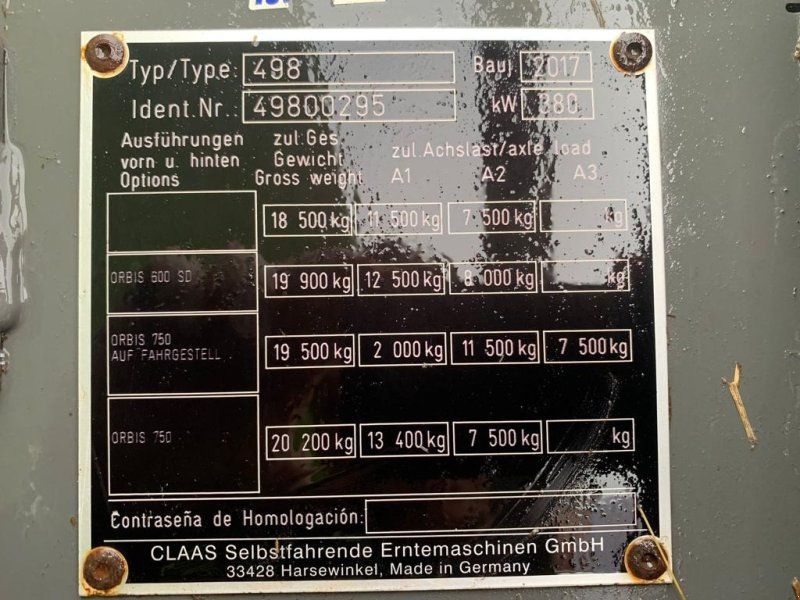 Typ/Type: 498 Bauj. 2017
Ident.Nr. 49800295 kW 380
Ausführungen zul.Ges.
vorn u. hinten Gewicht zul.Achslast/axle load
Options Gross weight A1 A2 A3
18 500 kg 11 500 kg 7 500 kg kg
ORBIS 600 SD 19 900 kg 12 500 kg 8 000 kg kg
ORBIS 750
AUF FAHRGESTELL 19 500 kg 2 000 kg 11 500 kg 7 500 kg
ORBIS 750 20 200 kg 13 400 kg 7 500 kg kg
Contraseña de Homologación:
CLAAS Selbstfahrende Erntemaschinen GmbH
33428 Harsewinkel, Made in Germany